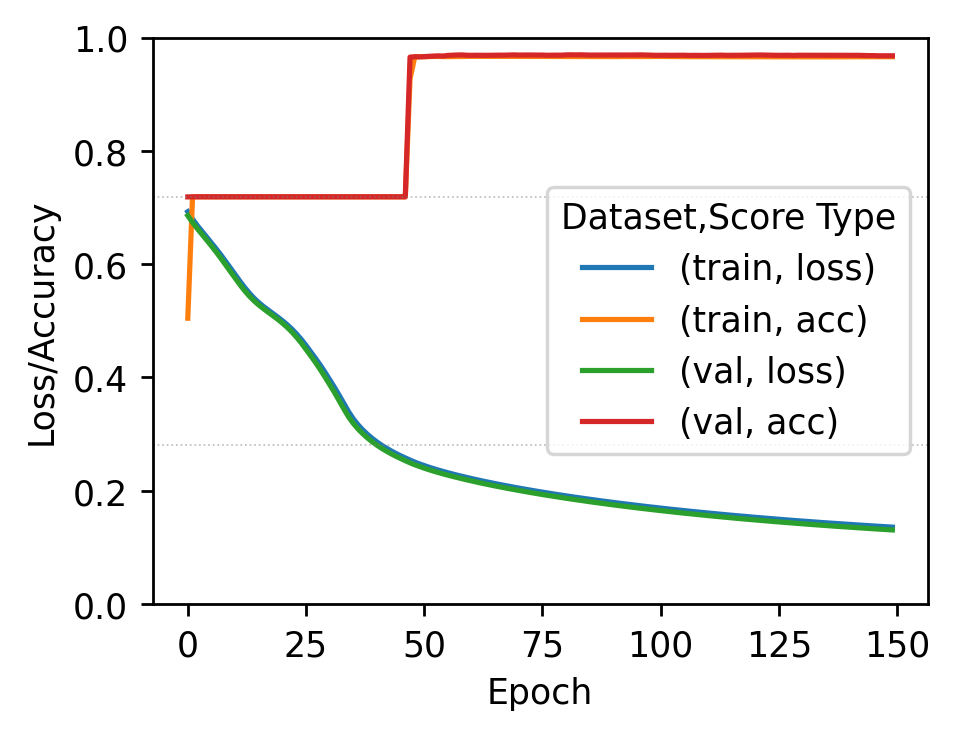 1.0
0.8
0.6
0.4
0.2
0.0
Loss/Accuracy
Dataset,Score Type
(train, loss)
(train, acc)
(val, loss)
(val, acc)
0
25
50
75
100
125
150
Epoch